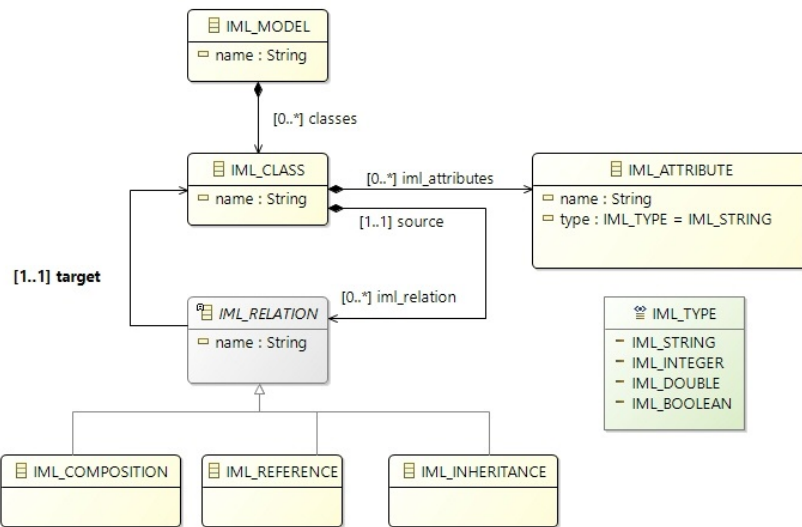 IML_MODEL
name : String
[0..*] classes
IML_CLASS
name : String
[0..*] iml_attributes
IML_ATTRIBUTE
name : String
type : IML_TYPE = IML_STRING
[1..1] source
[1..1] target
[0..*] iml_relation
IML_RELATION
name : String
IML_TYPE
IML_STRING
IML_INTEGER
IML_DOUBLE
IML_BOOLEAN
IML_COMPOSITION
IML_REFERENCE
IML_INHERITANCE